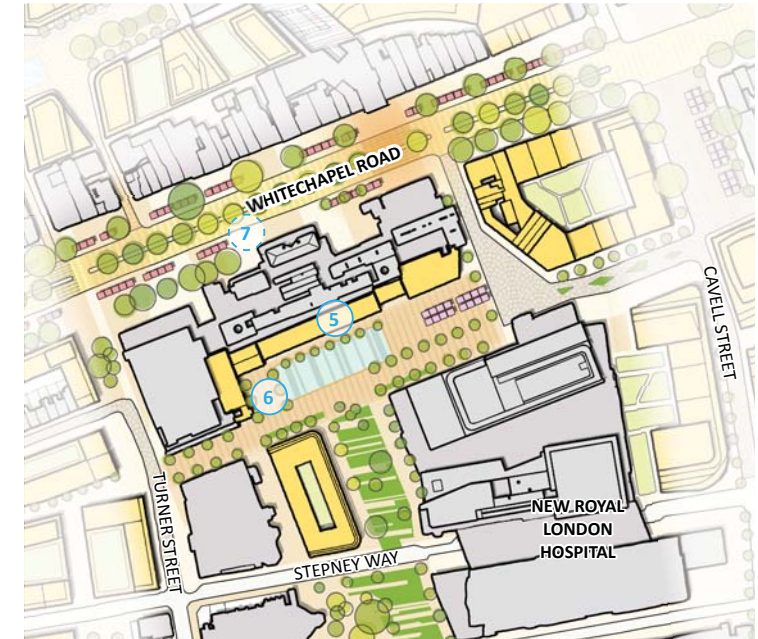 WHITECHAPEL ROAD
7
CAVELL STREET
5
6
TURNER STREET
NEW ROYAL
LONDON
HOSPITAL
STEPNEY WAY